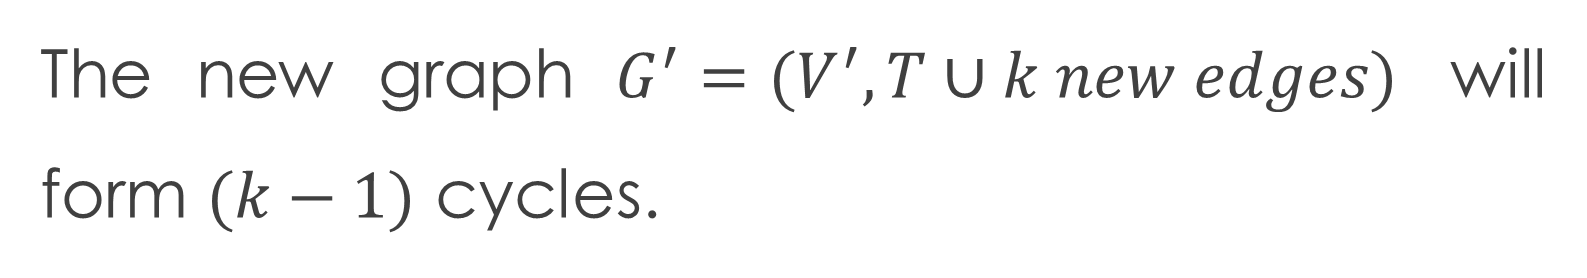 The new graph G′ = (V′, T ∪ k new edges) will
form (k − 1) cycles.